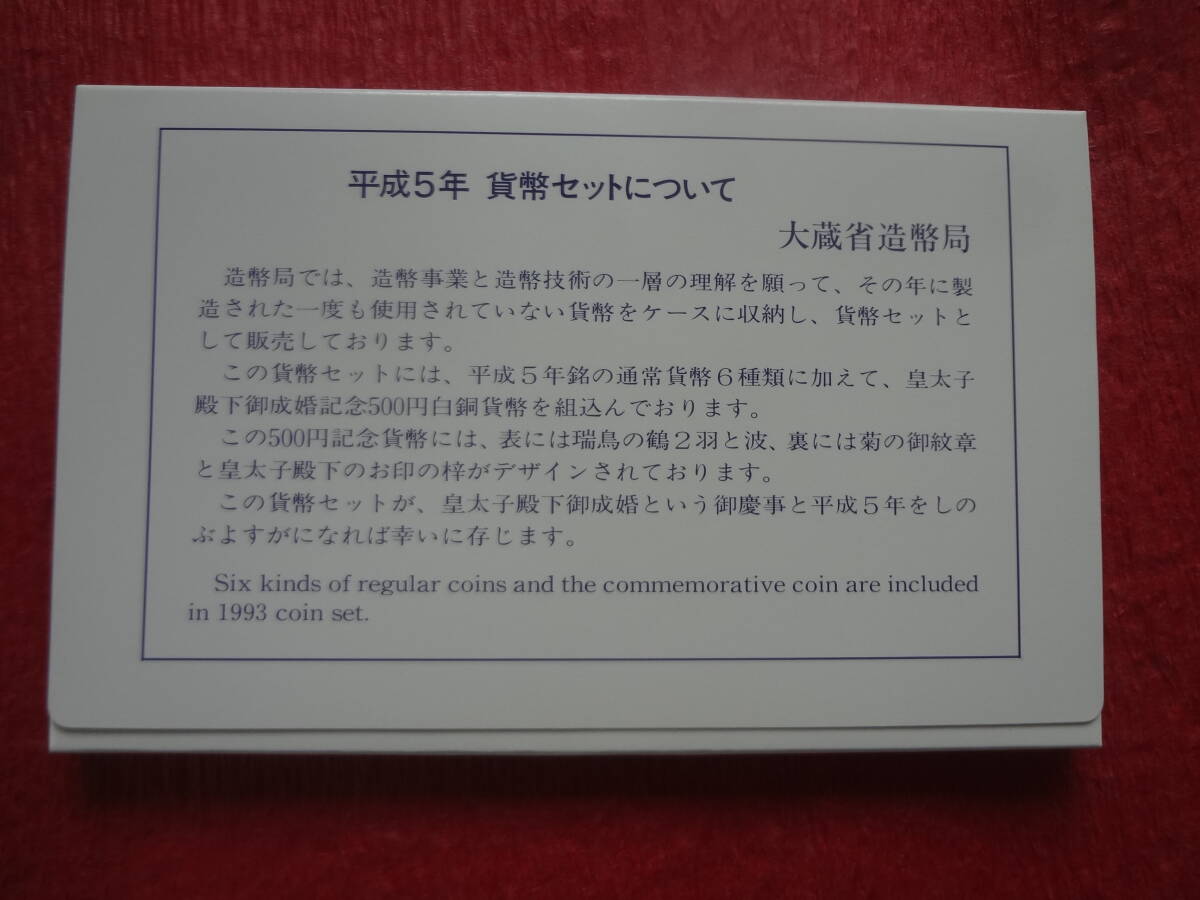 平成5年 貨幣セットについて
大蔵省造幣局
造幣局では、造幣事業と造幣技術の一層の理解を願って、その年に製
造された一度も使用されていない貨幣をケースに収納し、貨幣セットと
して販売しております。
この貨幣セットには、平成5年銘の通常貨幣6種類に加えて、皇太子
殿下御成婚記念500円白銅貨幣を組込んでおります。
この500円記念貨幣には、表には瑞鳥の鶴2羽と波、裏には菊の御紋章
と皇太子殿下のお印の梓がデザインされております。
この貨幣セットが、皇太子殿下御成婚という御慶事と平成5年をしの
ぶよすがになれば幸いに存じます。
Six kinds of regular coins and the commemorative coin are included
in 1993 coin set.